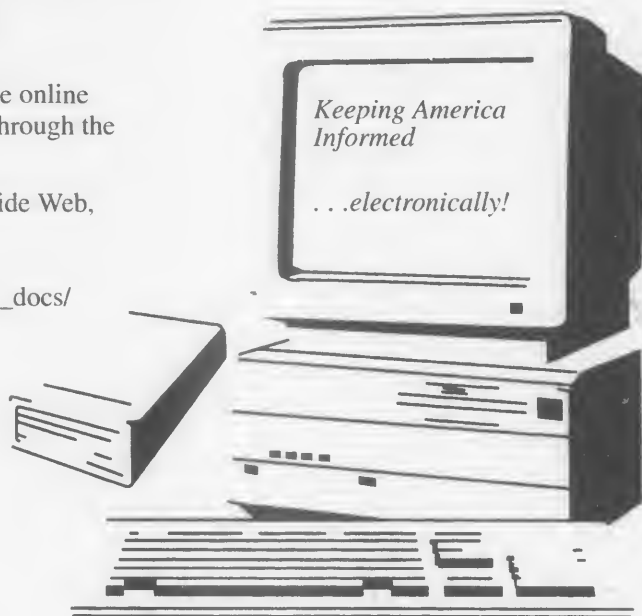 e online
hrough the
ide Web,
_docs/
Keeping America
Informed
. . .electronically!